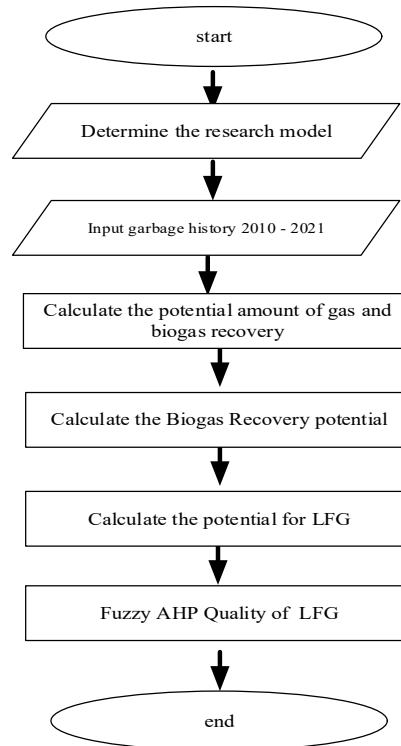 start
Determine the research model
Input garbage history 2010 - 2021
Calculate the potential amount of gas and
biogas recovery
Calculate the Biogas Recovery potential
Calculate the potential for LFG
Fuzzy AHP Quality of LFG
end